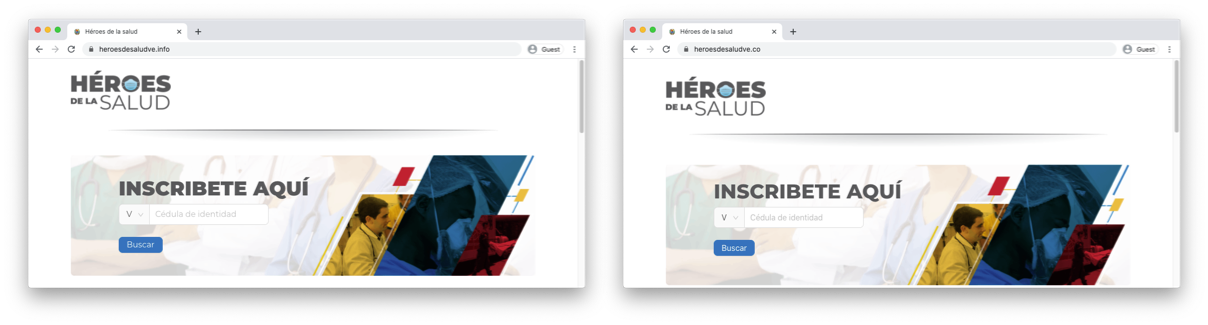 Héroes de la salud
heroesdesaludve.info
Guest
HÉROES
DE LA SALUD
INSCRIBETE AQUÍ
V Cédula de identidad
Buscar
Héroes de la salud
heroesdesaludve.co
Guest
HÉROES
DE LA SALUD
INSCRIBETE AQUÍ
V Cédula de identidad
Buscar